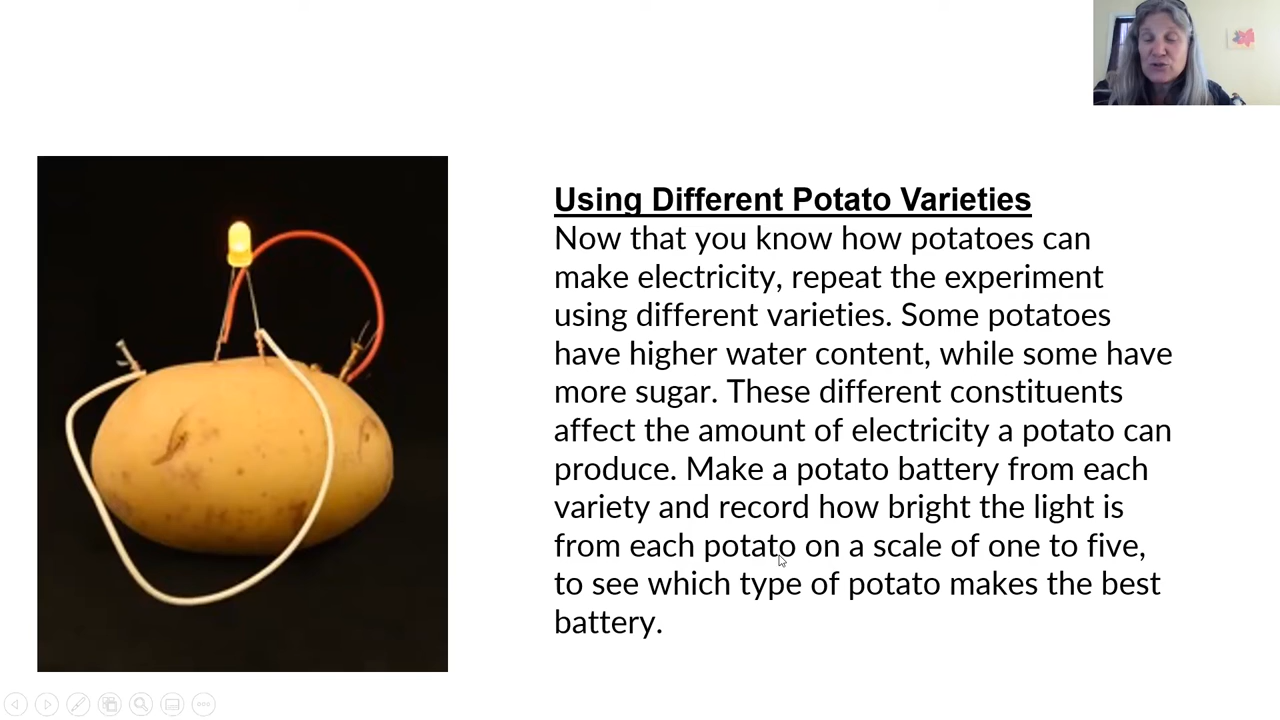 Using Different Potato Varieties
Now that you know how potatoes can
make electricity, repeat the experiment
using different varieties. Some potatoes
have higher water content, while some have
more sugar. These different constituents
affect the amount of electricity a potato can
produce. Make a potato battery from each
variety and record how bright the light is
from each potato on a scale of one to five,
to see which type of potato makes the best
battery.